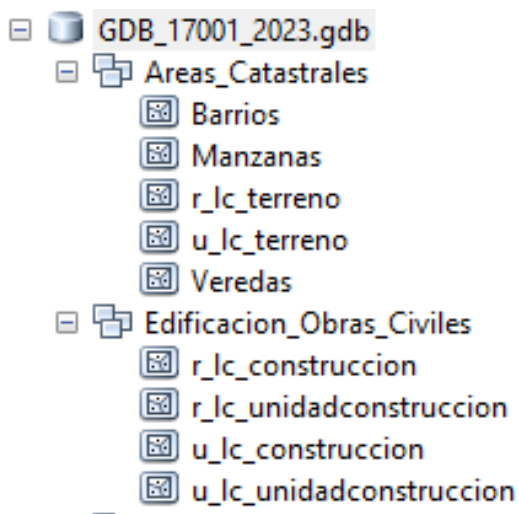 GDB_17001_2023.gdb
Areas_Catastrales
Barrios
Manzanas
r_lc_terreno
u_lc_terreno
Veredas
Edificacion_Obras_Civiles
r_lc_construccion
r_lc_unidadconstruccion
u_lc_construccion
u_lc_unidadconstruccion